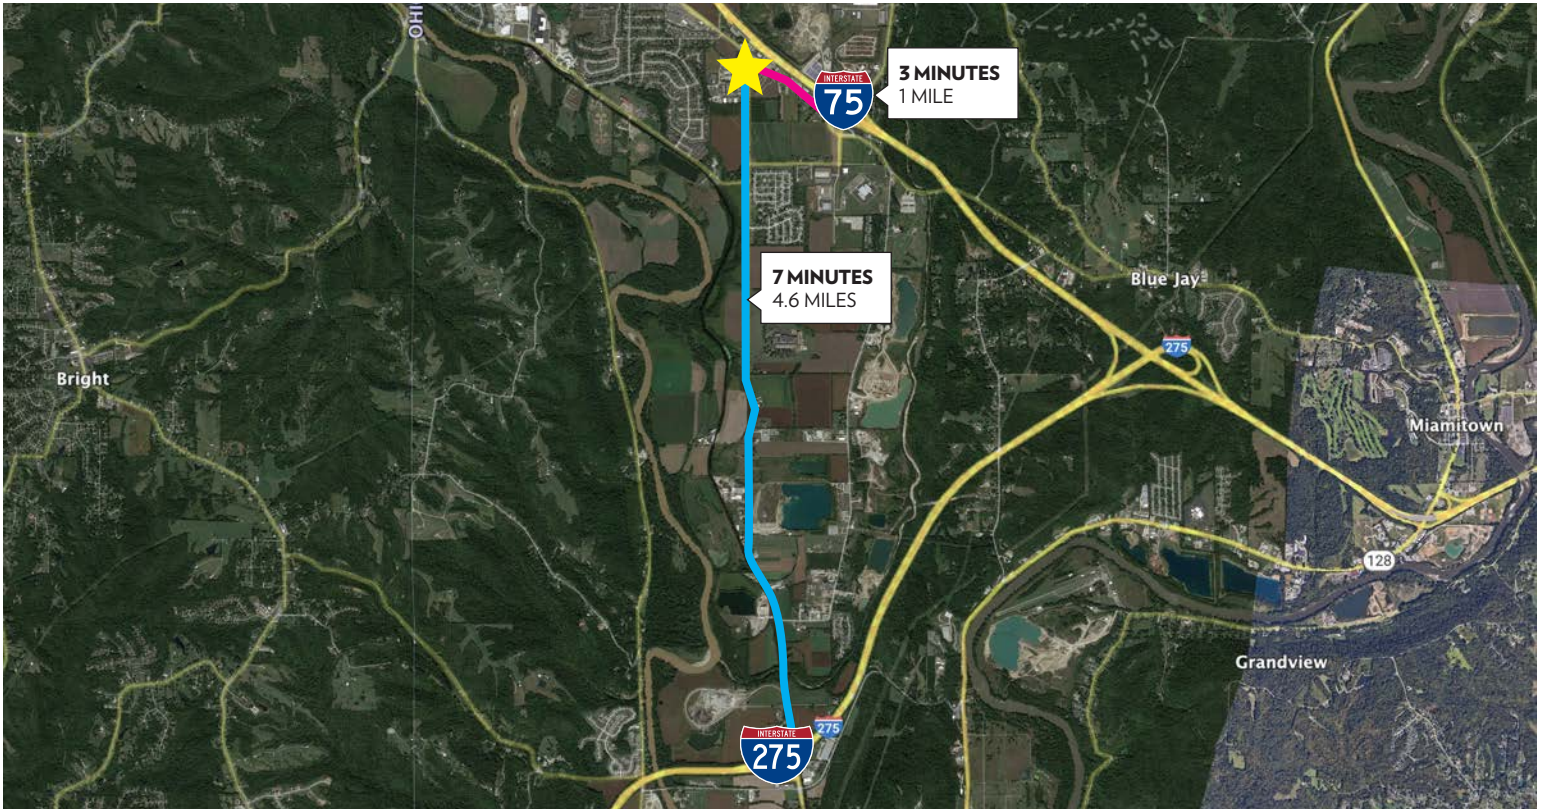 OHI
INTERSTATE
75
3 MINUTES
1 MILE
7 MINUTES
4.6 MILES
Blue Jay
275
Bright
Miamitown
128
Grandview
275
INTERSTATE
275